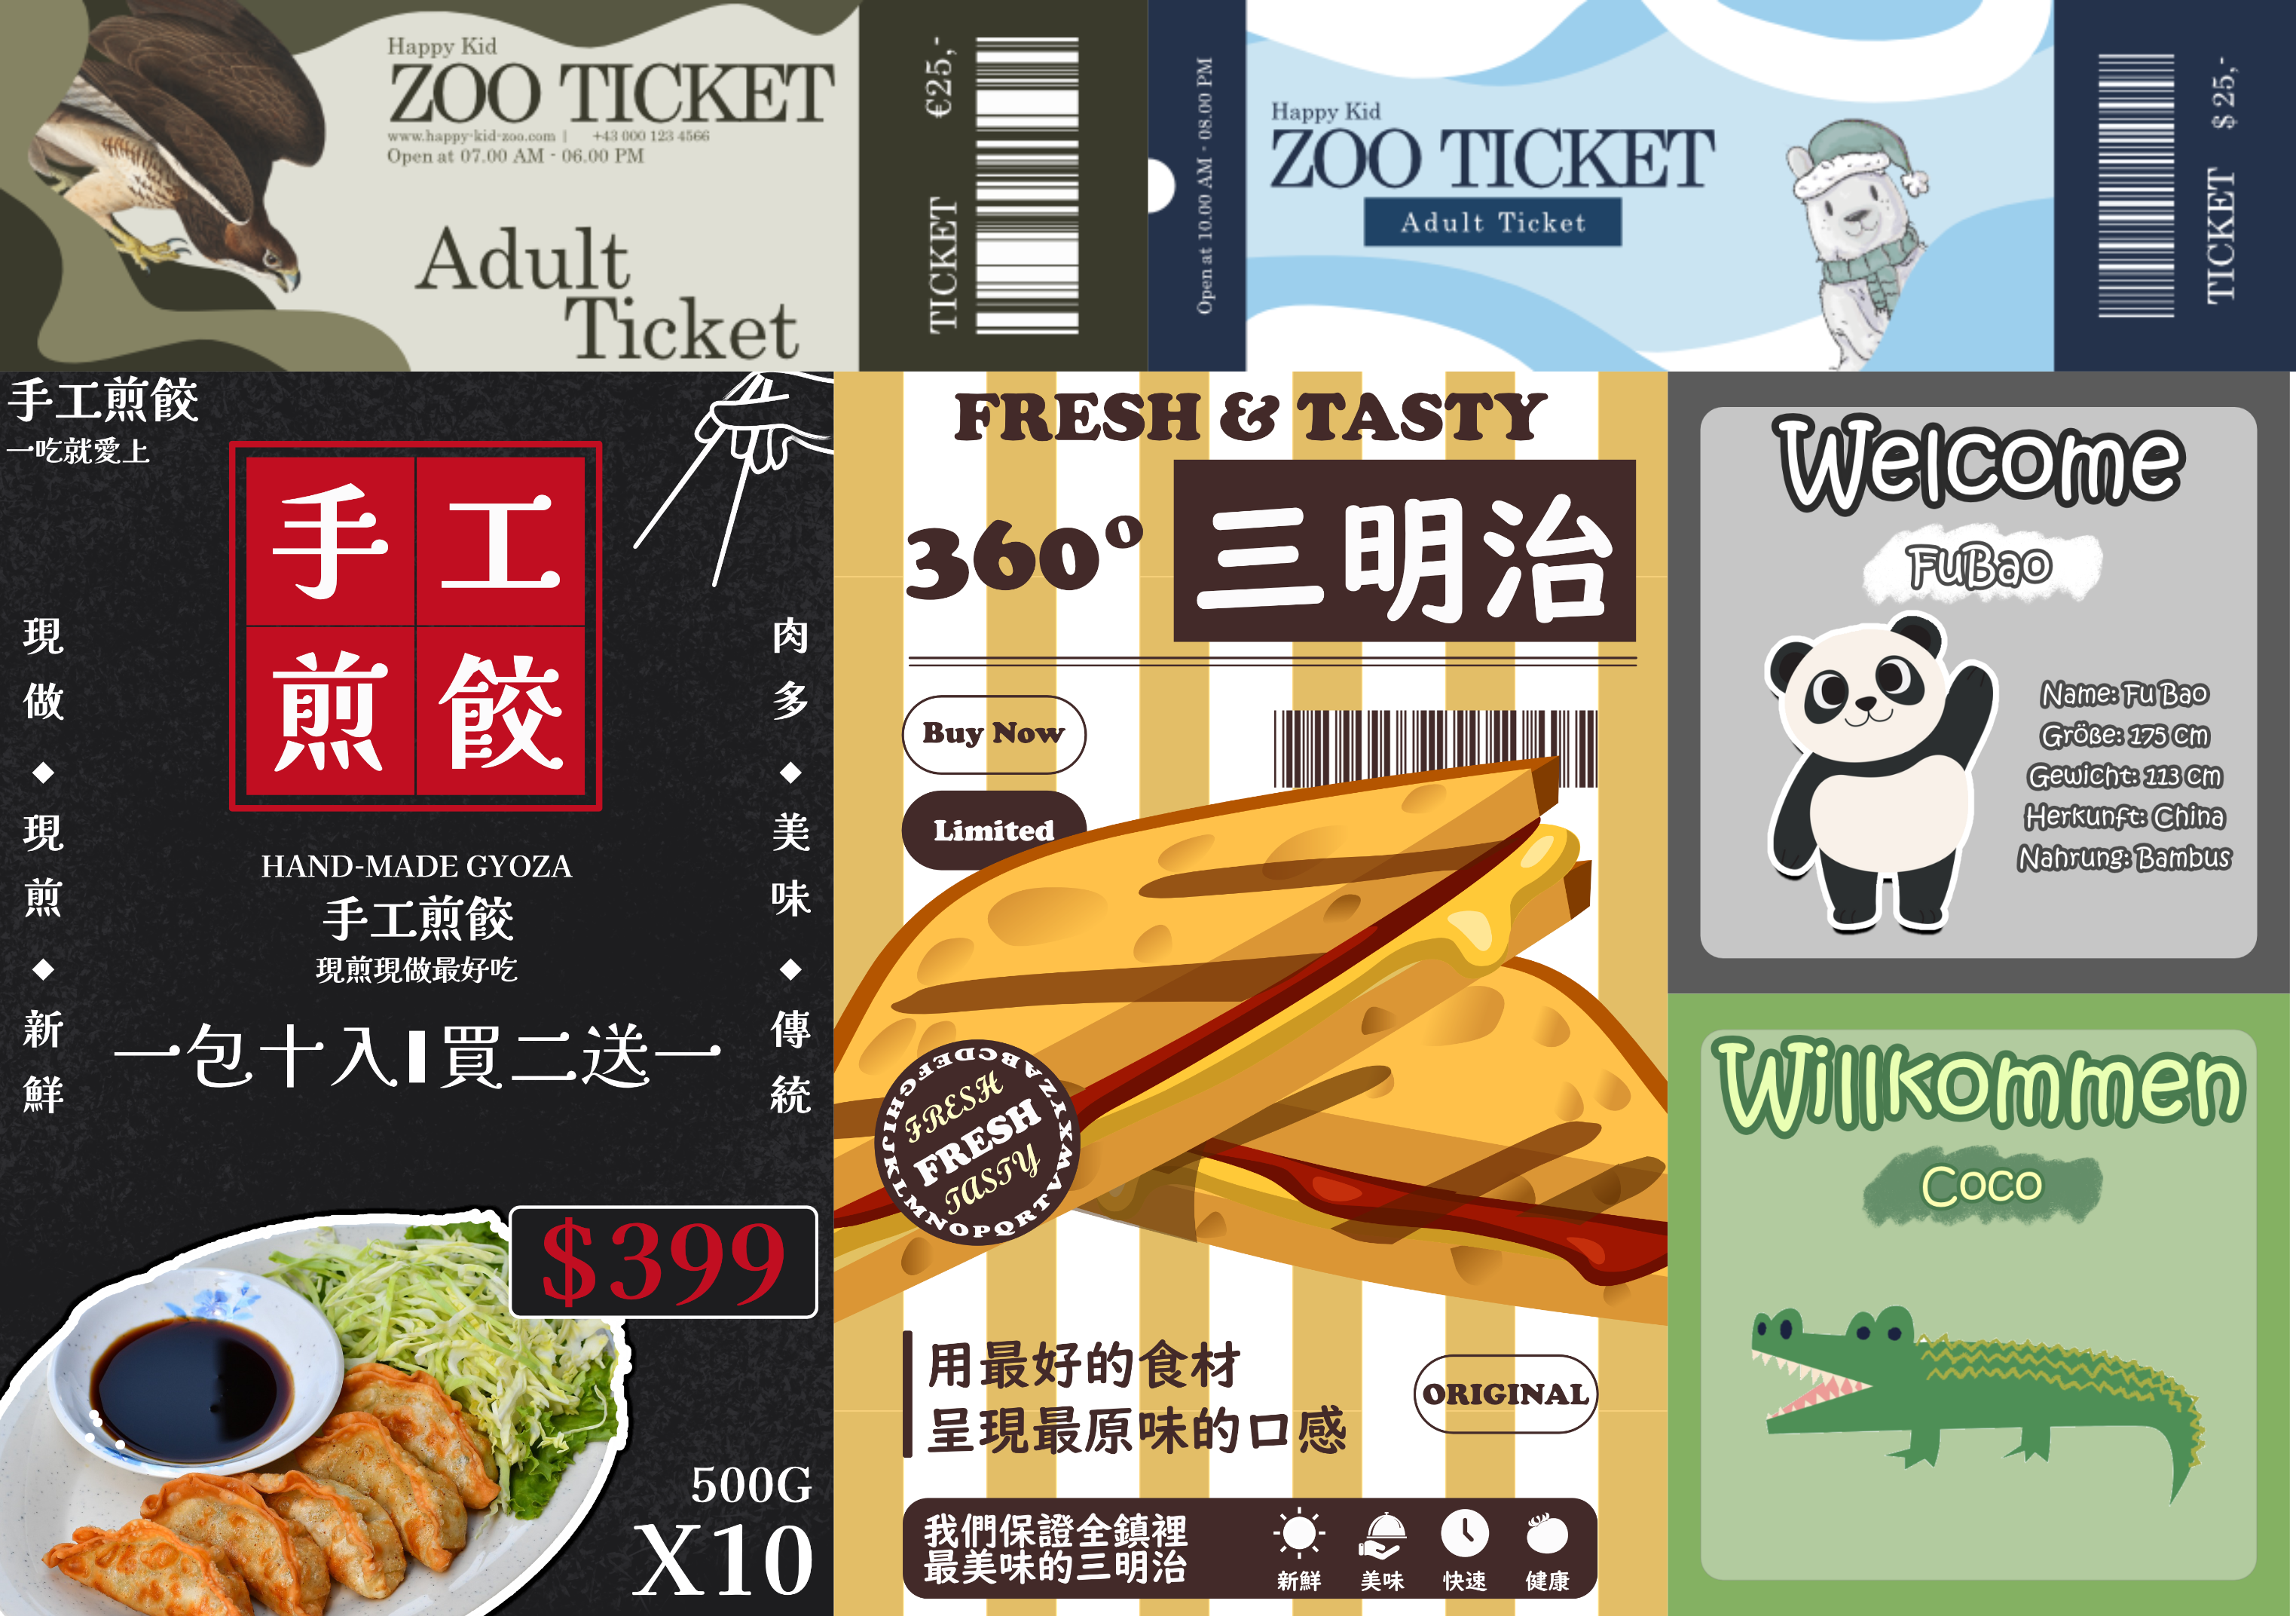 Happy Kid
ZOO TICKET
www.happy-kid-zoo.com | +43 000 123 4566
Open at 07.00 AM - 06.00 PM
Adult
Ticket
TICKET €25,-
Open at 10.00 AM - 08.00 PM
Happy Kid
ZOO TICKET
Adult Ticket
TICKET $25,-
手工煎餃
一吃就愛上
手工
煎餃
現做◆現煎◆新鮮
肉多◆美味◆傳統
HAND-MADE GYOZA
手工煎餃
現煎現做最好吃
一包十入|買二送一
$399
500G
X10
FRESH & TASTY
360° 三明治
Buy Now
Limited
ABCDEFGHIJKLMNOPQRTVWXYZ
FRESH
FRESH
TASTY
用最好的食材
呈現最原味的口感
ORIGINAL
我們保證全鎮裡
最美味的三明治
新鮮 美味 快速 健康
Welcome
FuBao
Name: Fu Bao
Größe: 175 cm
Gewicht: 113 cm
Herkunft: China
Nahrung: Bambus
Willkommen
Coco